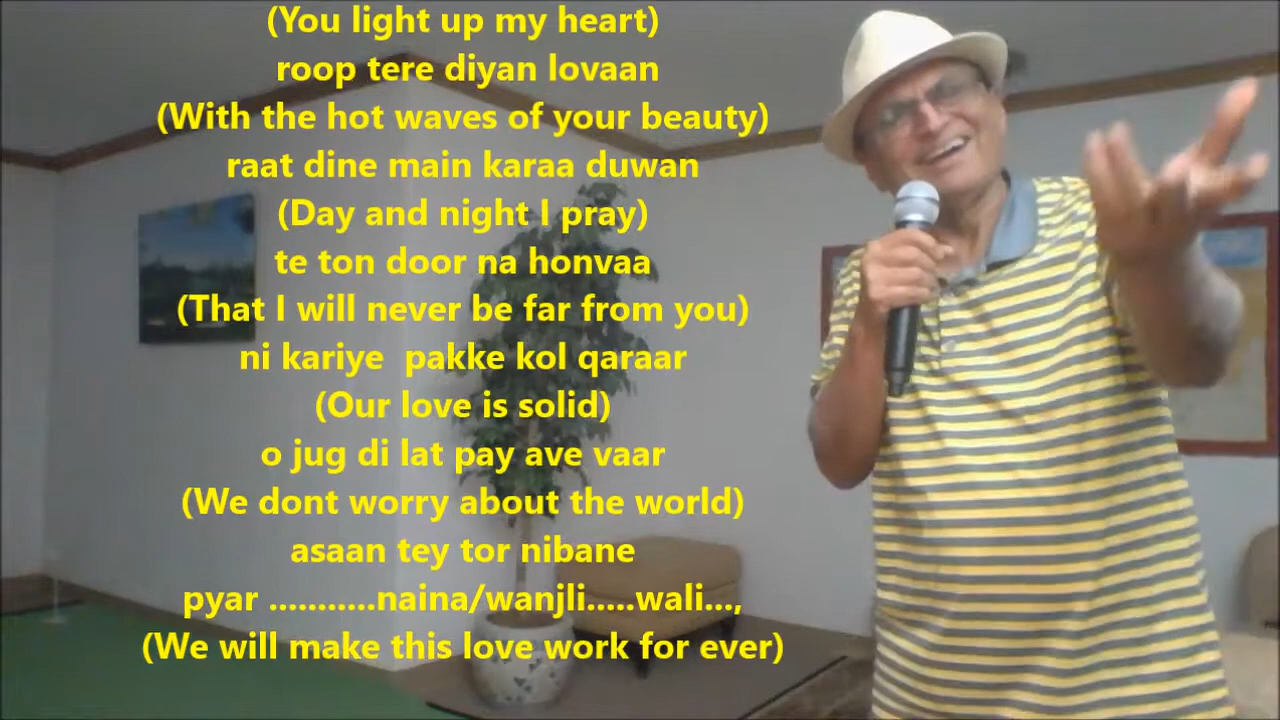 (You light up my heart)
roop tere diyan lovaan
(With the hot waves of your beauty)
raat dine main karaa duwan
(Day and night I pray)
te ton door na honvaa
(That I will never be far from you)
ni kariye  pakke kol qaraar
(Our love is solid)
o jug di lat pay ave vaar
(We dont worry about the world)
asaan tey tor nibane
pyar ...........naina/wanjli.....wali...,
(We will make this love work for ever)